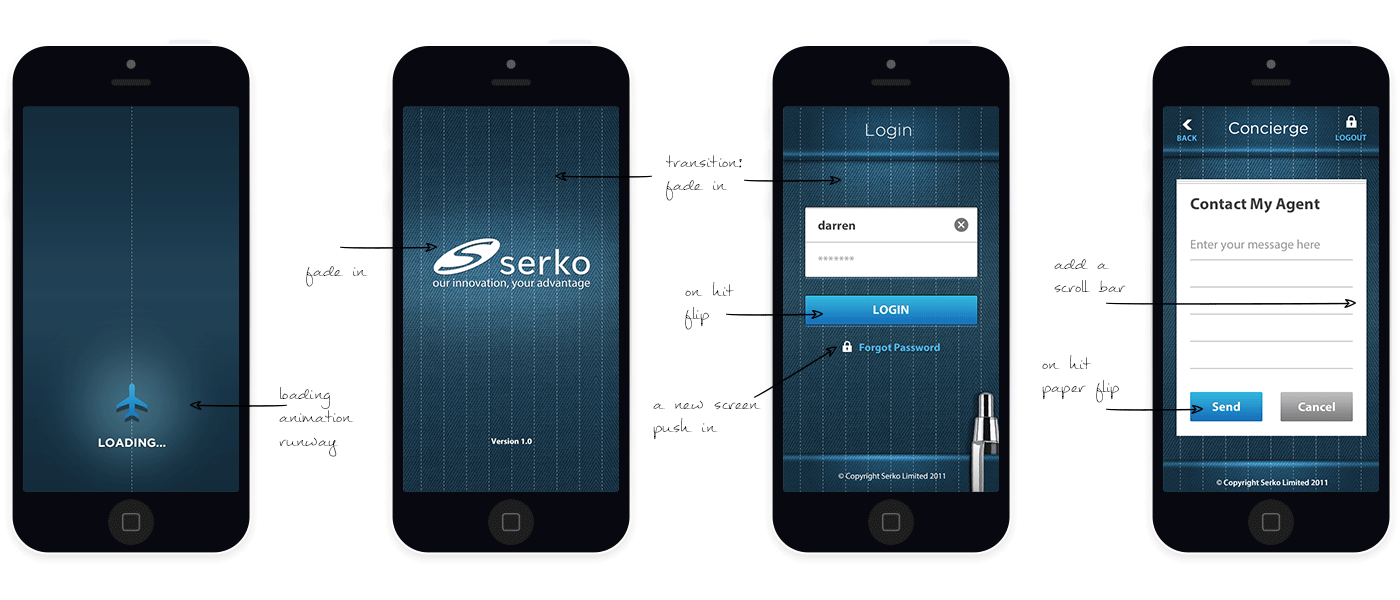 LOADING...
loading
animation
runway
fade in
serko
our innovation, your advantage
Version 1.0
transition:
fade in
Login
darren
*******
LOGIN
Forgot Password
© Copyright Serko Limited 2011
on hit
flip
a new screen
push in
BACK
Concierge
LOGOUT
Contact My Agent
Enter your message here
Send
Cancel
© Copyright Serko Limited 2011
add a
scroll bar
on hit
paper flip